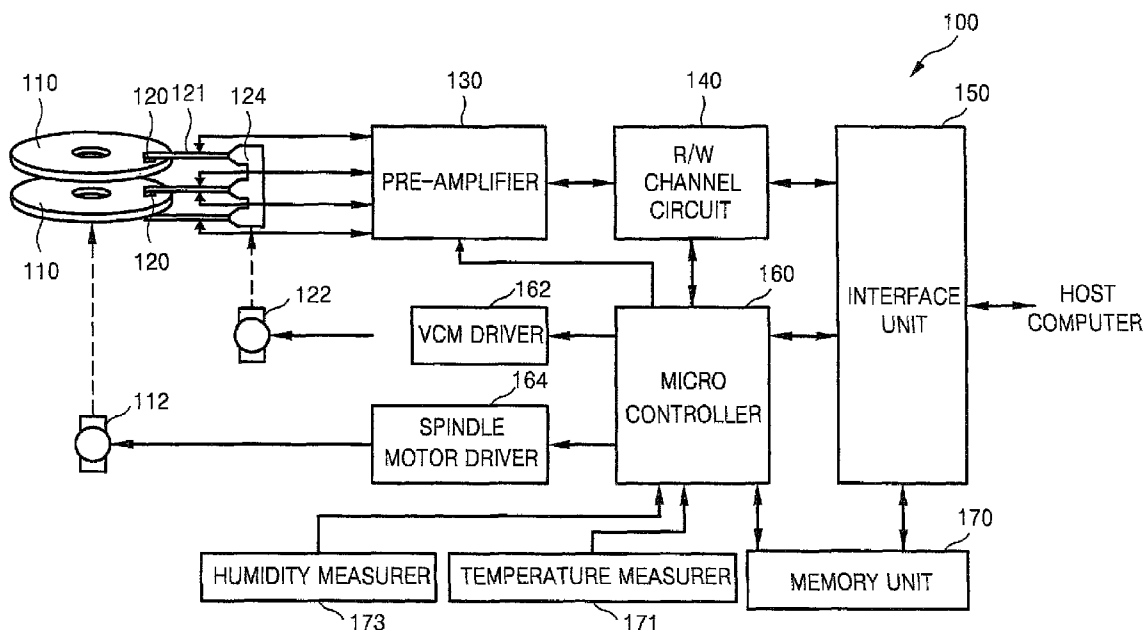 100
110
120
121
124
130
140
150
PRE-AMPLIFIER
R/W
CHANNEL
CIRCUIT
110
120
122
162
160
VCM DRIVER
INTERFACE
UNIT
HOST
COMPUTER
MICRO
CONTROLLER
112
164
SPINDLE
MOTOR DRIVER
170
HUMIDITY MEASURER
TEMPERATURE MEASURER
MEMORY UNIT
173
171